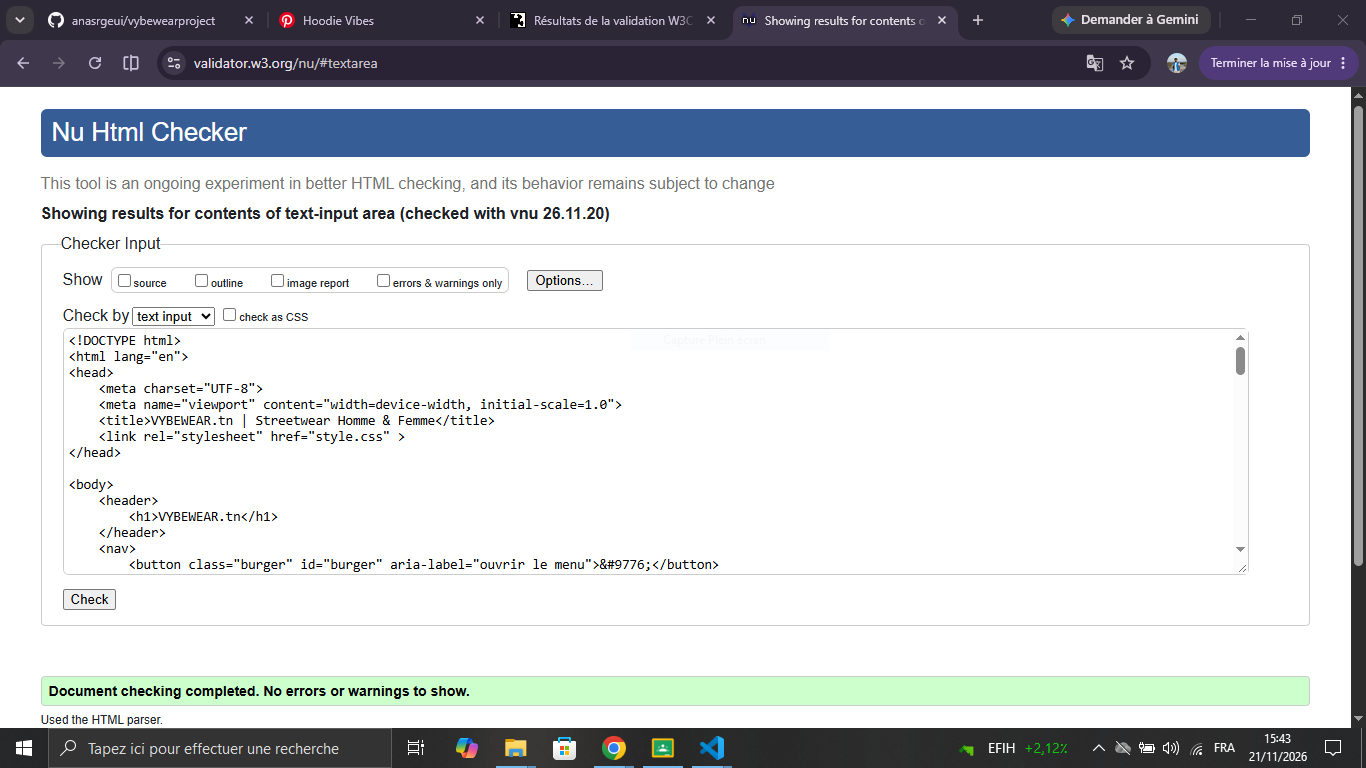 anasrgeui/vybewearproject
Hoodie Vibes
Résultats de la validation W3C
Showing results for contents o
Demander à Gemini
validator.w3.org/nu/#textarea
Terminer la mise à jour
Nu Html Checker
This tool is an ongoing experiment in better HTML checking, and its behavior remains subject to change
Showing results for contents of text-input area (checked with vnu 26.11.20)
Checker Input
Show source outline image report errors & warnings only Options...
Check by text input check as CSS
Capture Plein écran
<!DOCTYPE html>
<html lang="en">
<head>
    <meta charset="UTF-8">
    <meta name="viewport" content="width=device-width, initial-scale=1.0">
    <title>VYBEWEAR.tn | Streetwear Homme & Femme</title>
    <link rel="stylesheet" href="style.css" >
</head>
<body>
    <header>
        <h1>VYBEWEAR.tn</h1>
    </header>
    <nav>
        <button class="burger" id="burger" aria-label="ouvrir le menu">&#9776;</button>
Check
Document checking completed. No errors or warnings to show.
Used the HTML parser.
Tapez ici pour effectuer une recherche
EFIH +2,12%
FRA
15:43
21/11/2026